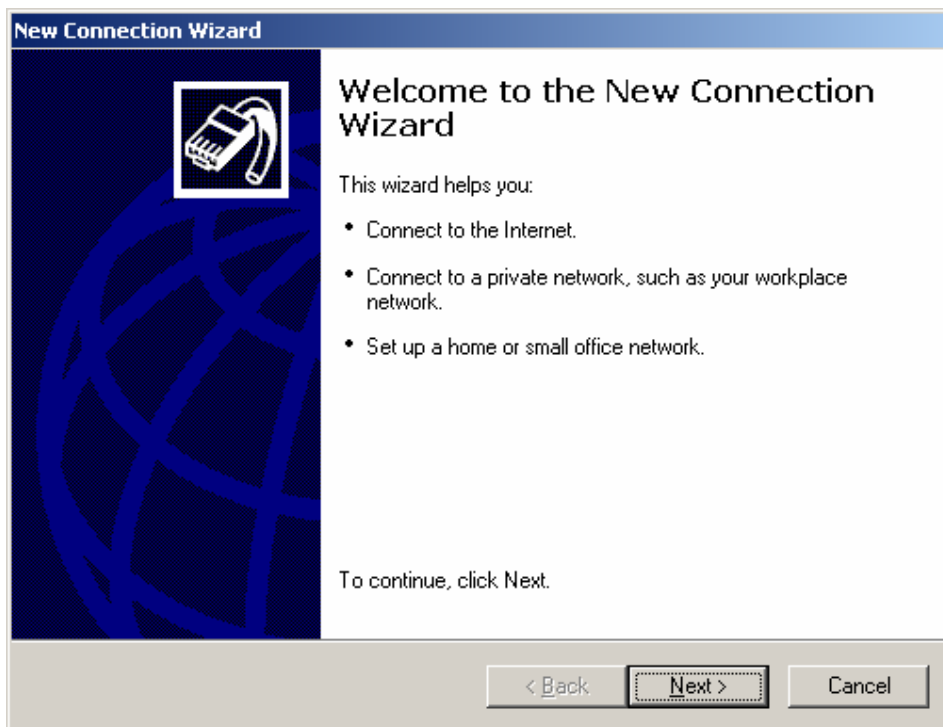 New Connection Wizard
Welcome to the New Connection
Wizard
This wizard helps you:
• Connect to the Internet.
• Connect to a private network, such as your workplace
network.
• Set up a home or small office network.
To continue, click Next.
< Back
Next >
Cancel